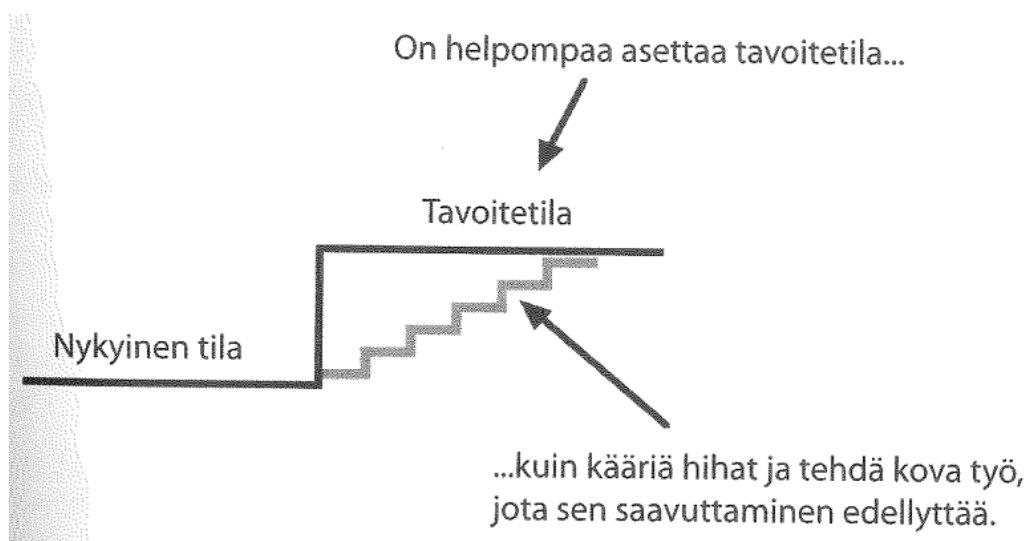 On helpompaa asettaa tavoitetila...
Tavoitetila
Nykyinen tila
...kuin kääriä hihat ja tehdä kova työ,
jota sen saavuttaminen edellyttää.